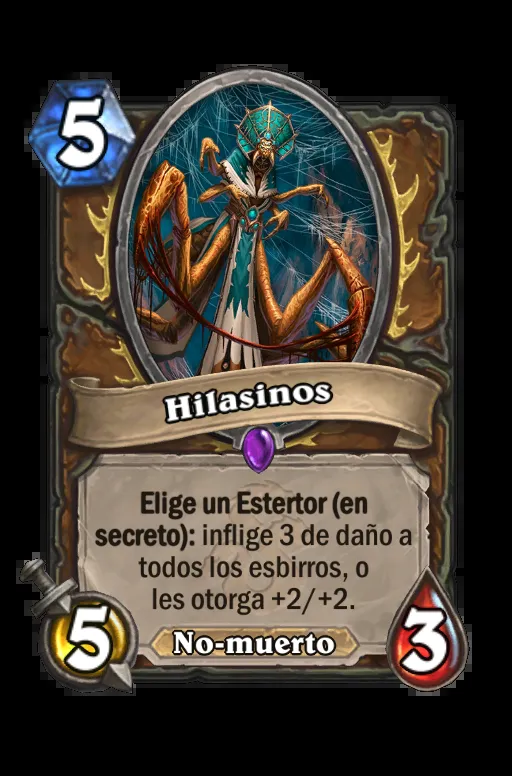 5
Hilasinos
Elige un Estertor (en
secreto): inflige 3 de daño a
todos los esbirros, o
les otorga +2/+2.
5
No-muerto
3